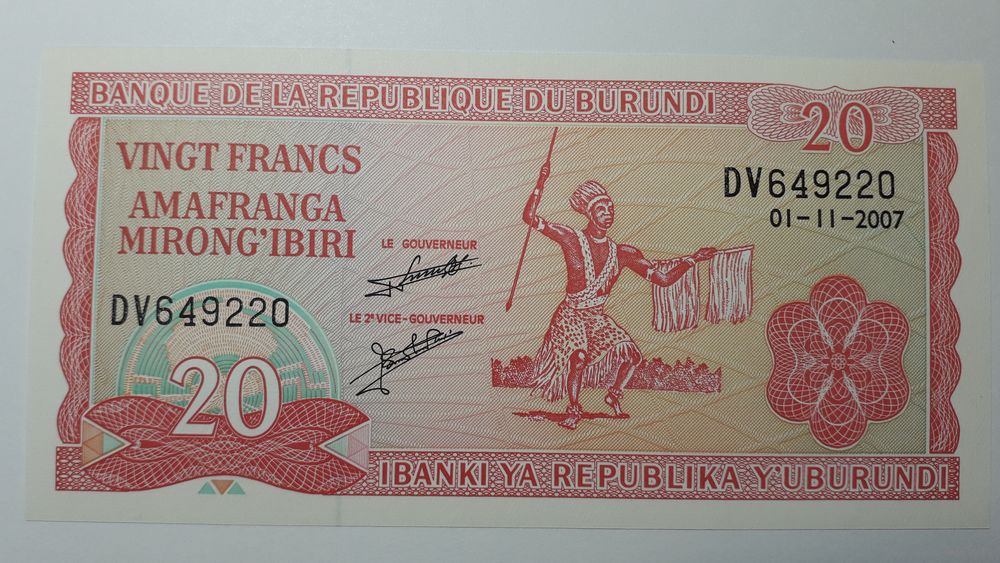 BANQUE DE LA REPUBLIQUE DU BURUNDI
20
VINGT FRANCS
AMAFRANGA
MIRONG'IBIRI
DV649220
01-11-2007
LE GOUVERNEUR
DV649220
LE 2e VICE-GOUVERNEUR
20
IBANKI YA REPUBLIKA Y'UBURUNDI